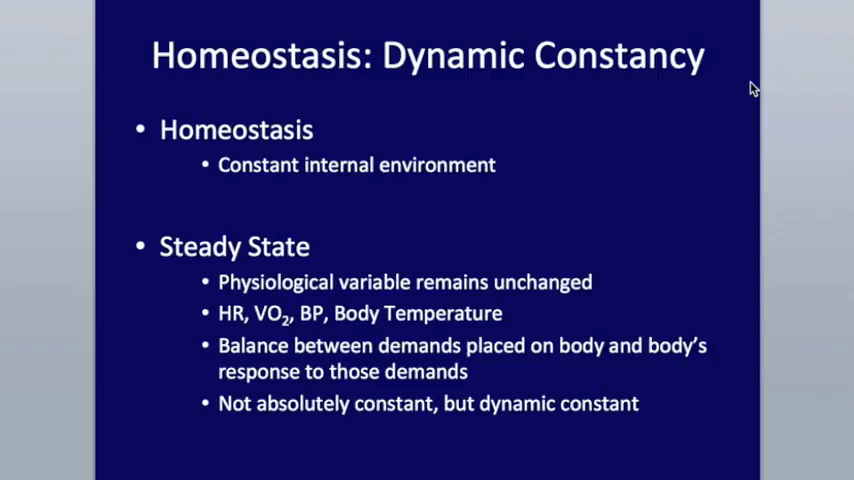 Homeostasis: Dynamic Constancy
• Homeostasis
• Constant internal environment
• Steady State
• Physiological variable remains unchanged
• HR, VO₂, BP, Body Temperature
• Balance between demands placed on body and body’s
response to those demands
• Not absolutely constant, but dynamic constant